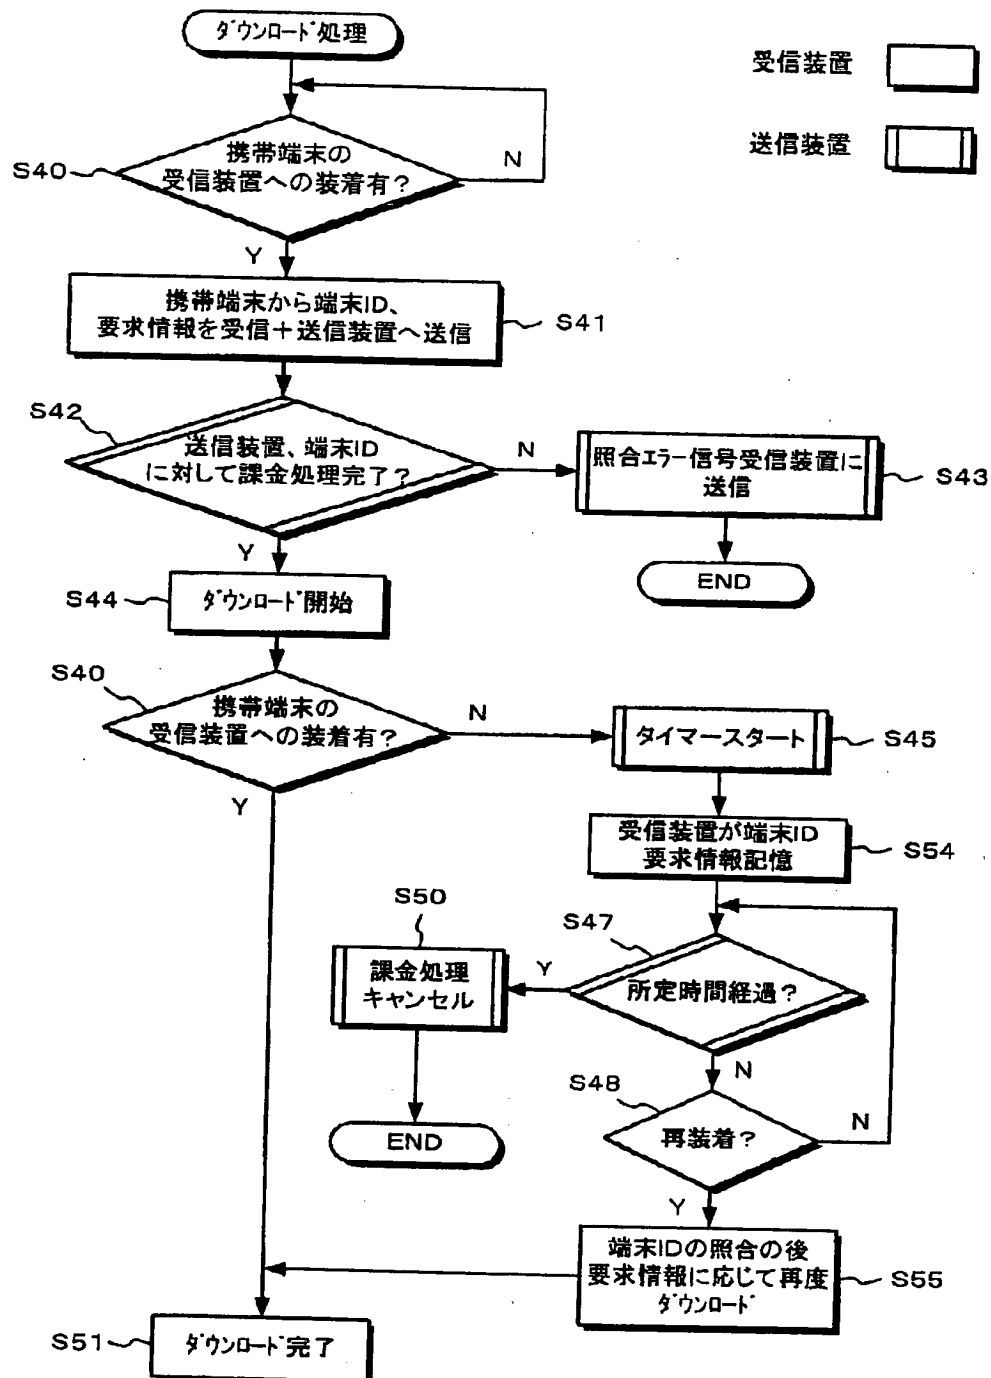 ダウンロード処理
受信装置
送信装置
S40
携帯端末の
受信装置への装着有？
N
Y
携帯端末から端末ID、
要求情報を受信＋送信装置へ送信
S41
S42
送信装置、端末ID
に対して課金処理完了？
N
照合エラー信号受信装置に
送信
S43
Y
END
S44
ダウンロード開始
S40
携帯端末の
受信装置への装着有？
N
タイマースタート
S45
Y
受信装置が端末ID
要求情報記憶
S54
S50
S47
課金処理
キャンセル
Y
所定時間経過？
N
S48
END
再装着？
N
Y
端末IDの照合の後
要求情報に応じて再度
ダウンロード
S55
S51
ダウンロード完了